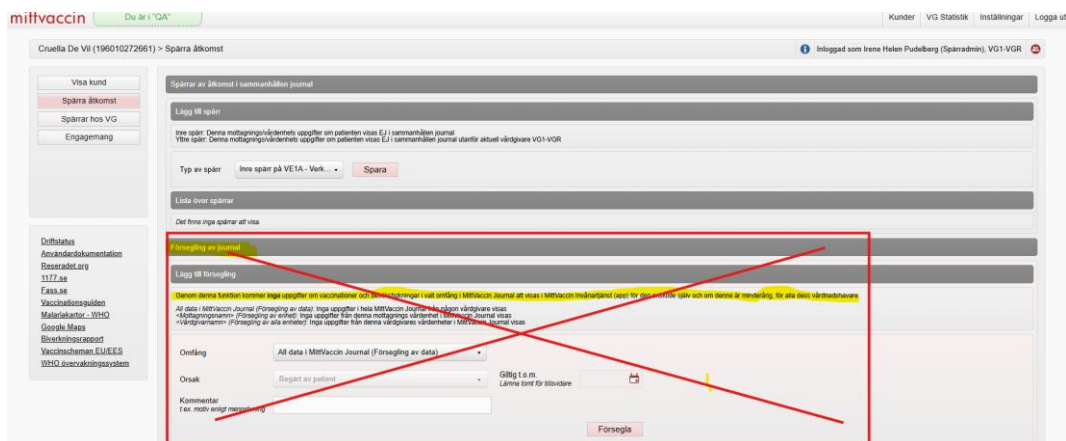 mittvaccin
Du är i "QA"
Kunder VG Statistik Inställningar Logga ut
Cruella De Vil (196010272661) > Spärra åtkomst
Inloggad som Irene Helen Pudelberg (Spärradmin), VG1-VGR
Visa kund
Spärra åtkomst
Spärrar hos VG
Engagemang
Spärrar av åtkomst i sammanhållen journal
Lägg till spärr
Inre spärr: Denna mottagnings/vårdenhets uppgifter om patienten visas EJ i sammanhållen journal
Yttre spärr: Denna mottagnings/vårdenhets uppgifter om patienten visas EJ i sammanhållen journal utanför aktuell vårdgivare VG1-VGR
Typ av spärr
Inre spärr på VE1A - Verk...
Spara
Lista över spärrar
Det finns inga spärrar att visa.
Driftstatus
Användardokumentation
Reseradet.org
1177.se
Fass.se
Vaccinationsguiden
Malariakartor - WHO
Google Maps
Biverkningsrapport
Vaccinscheman EU/EES
WHO övervakningssystem
Försegling av journal
Lägg till försegling
Genom denna funktion kommer inga uppgifter om vaccinationer och i valt omfång i MittVaccin Journal att visas i MittVaccin Invånartjänst (app) för den enskilde själv och om denne är minderårig, för alla dess vårdnadshavare
All data i MittVaccin Journal (Försegling av data): Inga uppgifter i hela MittVaccin Journal från någon vårdgivare visas
<Mottagningsnamn> (Försegling av enhet): Inga uppgifter från denna mottagnings vårdenhet i MittVaccin Journal visas
<Vårdgivarnamn> (Försegling av alla enheter): Inga uppgifter från denna vårdgivares vårdenheter i MittVaccin Journal visas
Omfång
All data i MittVaccin Journal (Försegling av data)
Orsak
Begärt av patient
Giltig t.o.m.
Lämna tomt för tillsvidare
Kommentar
t.ex. motiv enligt menprövning
Försegla